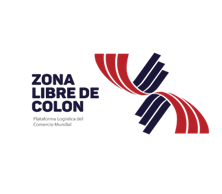 ZONA
LIBRE DE
COLON
Plataforma Logística del
Comercio Mundial